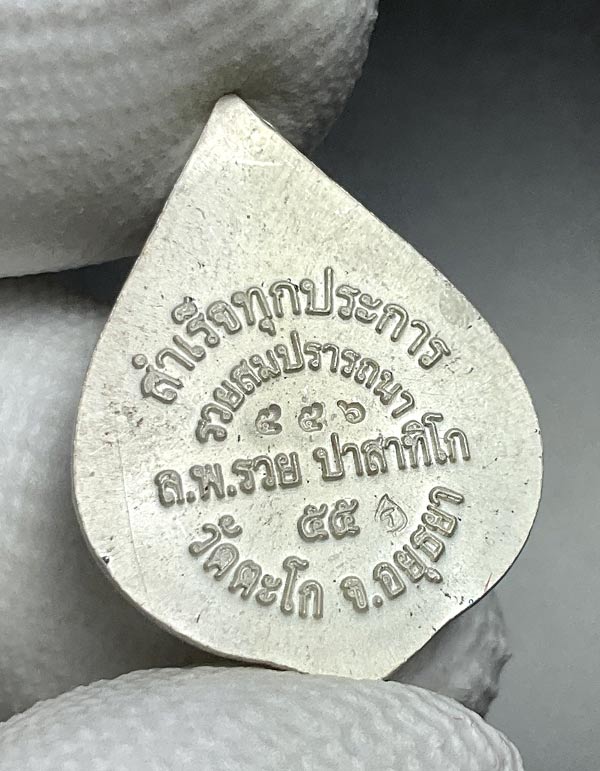 สำเร็จทุกประการ
รวยสมปรารถนา
๕๕๖
ล.พ.รวย ปาสาทิโก
๕๕
วัดตะโก จ.อยุธยา